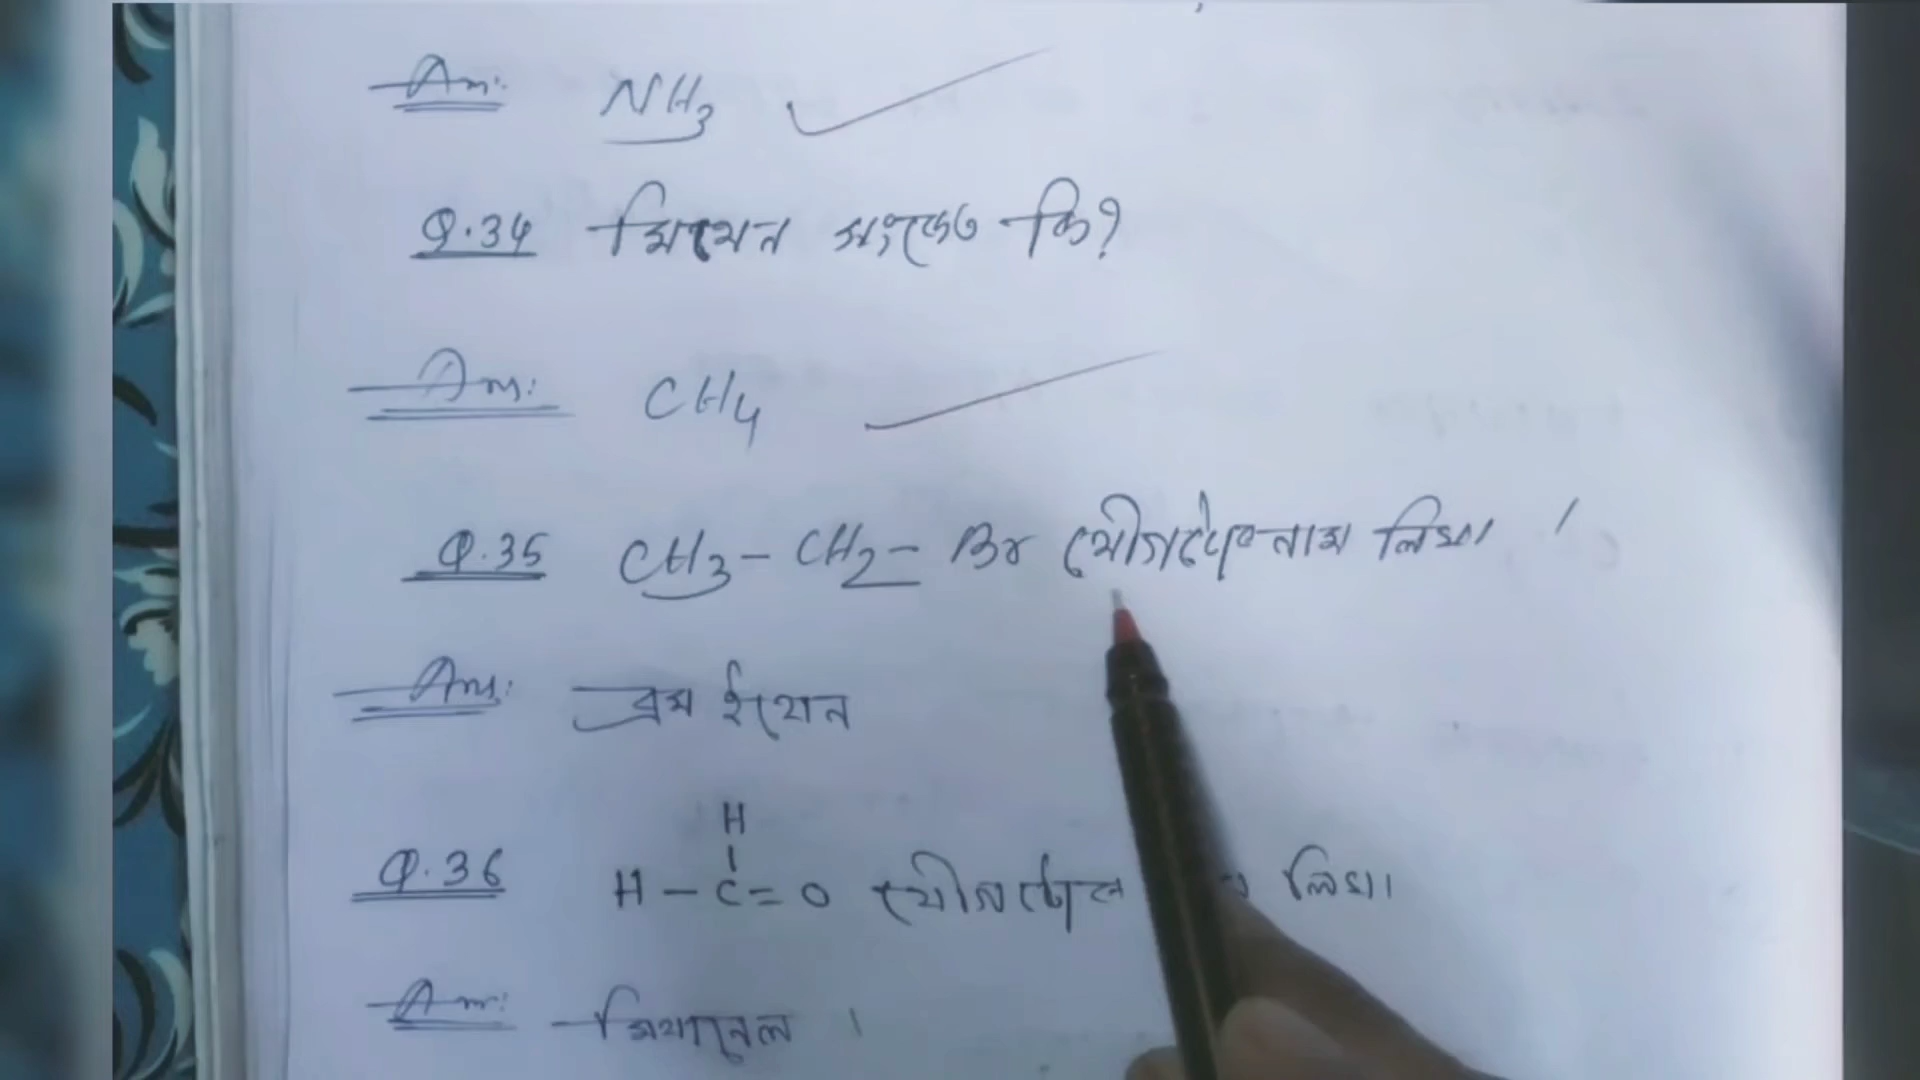 Ans: NH3
Q.34 মিথেন সংকেত কি?
Ans: CH4
Q.35 CH3 - CH2 - Br যৌগটোৰ নাম লিখা।
Ans: ব্ৰম ইথেন
H
Q.36 H - C = O যৌগটোৰ লিখা।
Ans: মিথানেল ।